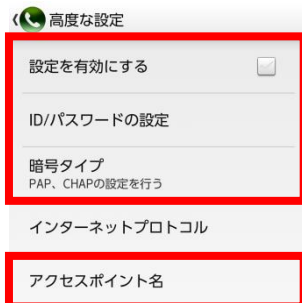 高度な設定
設定を有効にする
ID/パスワードの設定
暗号タイプ
PAP、CHAPの設定を行う
インターネットプロトコル
アクセスポイント名